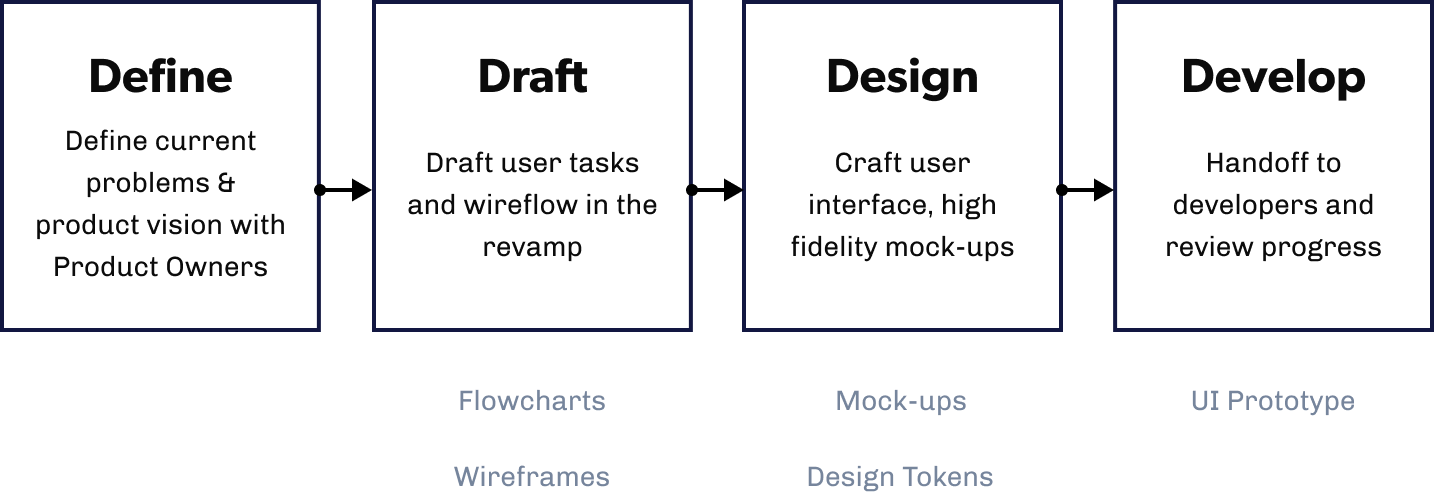 Define
Define current
problems &
product vision with
Product Owners
Draft
Draft user tasks
and wireflow in the
revamp
Design
Craft user
interface, high
fidelity mock-ups
Develop
Handoff to
developers and
review progress
Flowcharts
Wireframes
Mock-ups
Design Tokens
UI Prototype